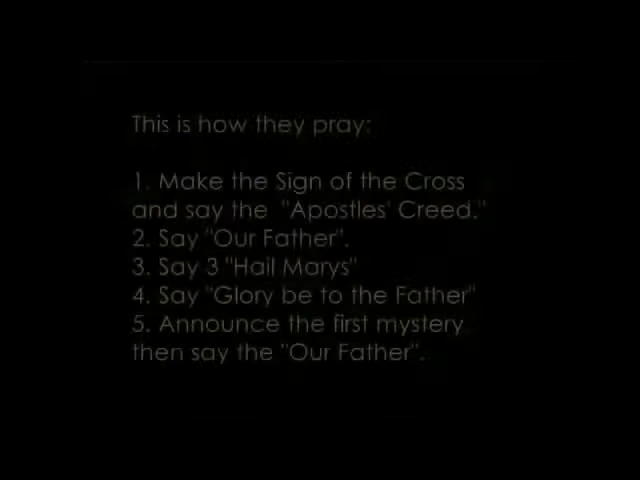 This is how they pray:
1. Make the Sign of the Cross
and say the "Apostles' Creed."
2. Say "Our Father".
3. Say 3 "Hail Marys"
4. Say "Glory be to the Father"
5. Announce the first mystery
then say the "Our Father".